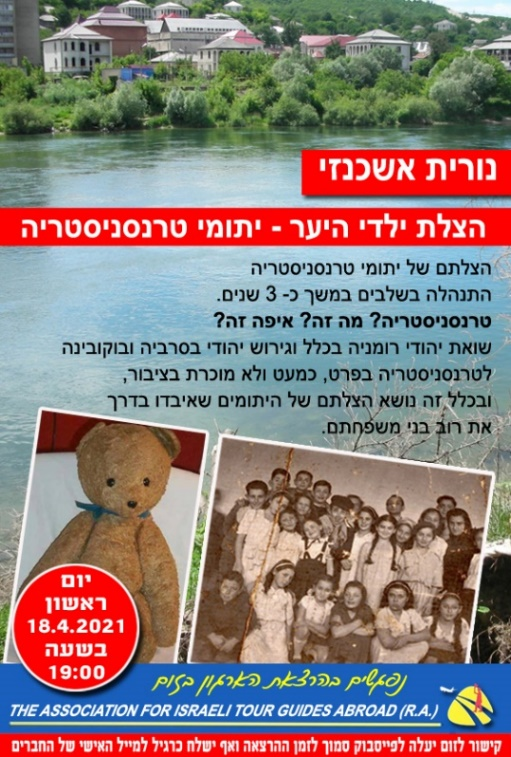 נורית אשכנזי
הצלת ילדי היער - יתומי טרנסניסטריה
הצלתם של יתומי טרנסניסטריה
התנהלה בשלבים במשך כ- 3 שנים.
טרנסניסטריה? מה זה? איפה זה?
שואת יהודי רומניה בכלל וגירוש יהודי בסרביה ובוקובינה
לטרנסניסטריה בפרט, כמעט ולא מוכרת בציבור,
ובכלל זה נושא הצלתם של היתומים שאיבדו בדרך
את רוב בני משפחתם.
יום
ראשון
18.4.2021
בשעה
19:00
נפגשים בהרצאת הארגון בזום
THE ASSOCIATION FOR ISRAELI TOUR GUIDES ABROAD (R.A.)
קישור לזום יעלה לפייסבוק סמוך לזמן ההרצאה ואף ישלח כרגיל למייל האישי של החברים